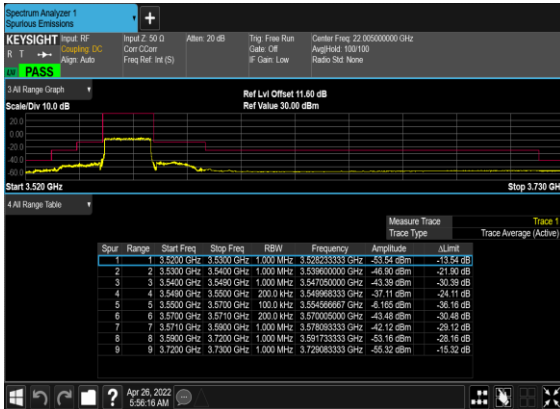 Spectrum Analyzer 1
Spurious Emissions
+
KEYSIGHT Input: RF Input Z: 50 Ω Atten: 20 dB Trig: Free Run Center Freq: 22.005000000 GHz
R T Coupling: DC Corr CCorr Gate: Off Avg|Hold: 100/100
Align: Auto Freq Ref: Int (S) IF Gain: Low Radio Std: None
PASS
3 All Range Graph
Ref Lvl Offset 11.60 dB
Scale/Div 10.0 dB Ref Value 30.00 dBm
20.0
0.00
-20.0
-40.0
-60.0
Start 3.520 GHz Stop 3.730 GH
4 All Range Table
Measure Trace Trace 1
Trace Type Trace Average (Active)
Spur Range Start Freq Stop Freq RBW Frequency Amplitude ΔLimit
1 1 3.5200 GHz 3.5300 GHz 1.000 MHz 3.528233333 GHz -53.54 dBm -13.54 dB
2 2 3.5300 GHz 3.5400 GHz 1.000 MHz 3.539600000 GHz -46.90 dBm -21.90 dB
3 3 3.5400 GHz 3.5490 GHz 1.000 MHz 3.547050000 GHz -43.39 dBm -30.39 dB
4 4 3.5490 GHz 3.5500 GHz 200.0 kHz 3.549968333 GHz -37.11 dBm -24.11 dB
5 5 3.5500 GHz 3.5700 GHz 100.0 kHz 3.554566667 GHz -6.165 dBm -36.16 dB
6 6 3.5700 GHz 3.5710 GHz 200.0 kHz 3.570005000 GHz -43.48 dBm -30.48 dB
7 7 3.5710 GHz 3.5900 GHz 1.000 MHz 3.578093333 GHz -42.12 dBm -29.12 dB
8 8 3.5900 GHz 3.7200 GHz 1.000 MHz 3.591733333 GHz -53.16 dBm -28.16 dB
9 9 3.7200 GHz 3.7300 GHz 1.000 MHz 3.729083333 GHz -55.32 dBm -15.32 dB
?
Apr 26, 2022
5:56:16 AM